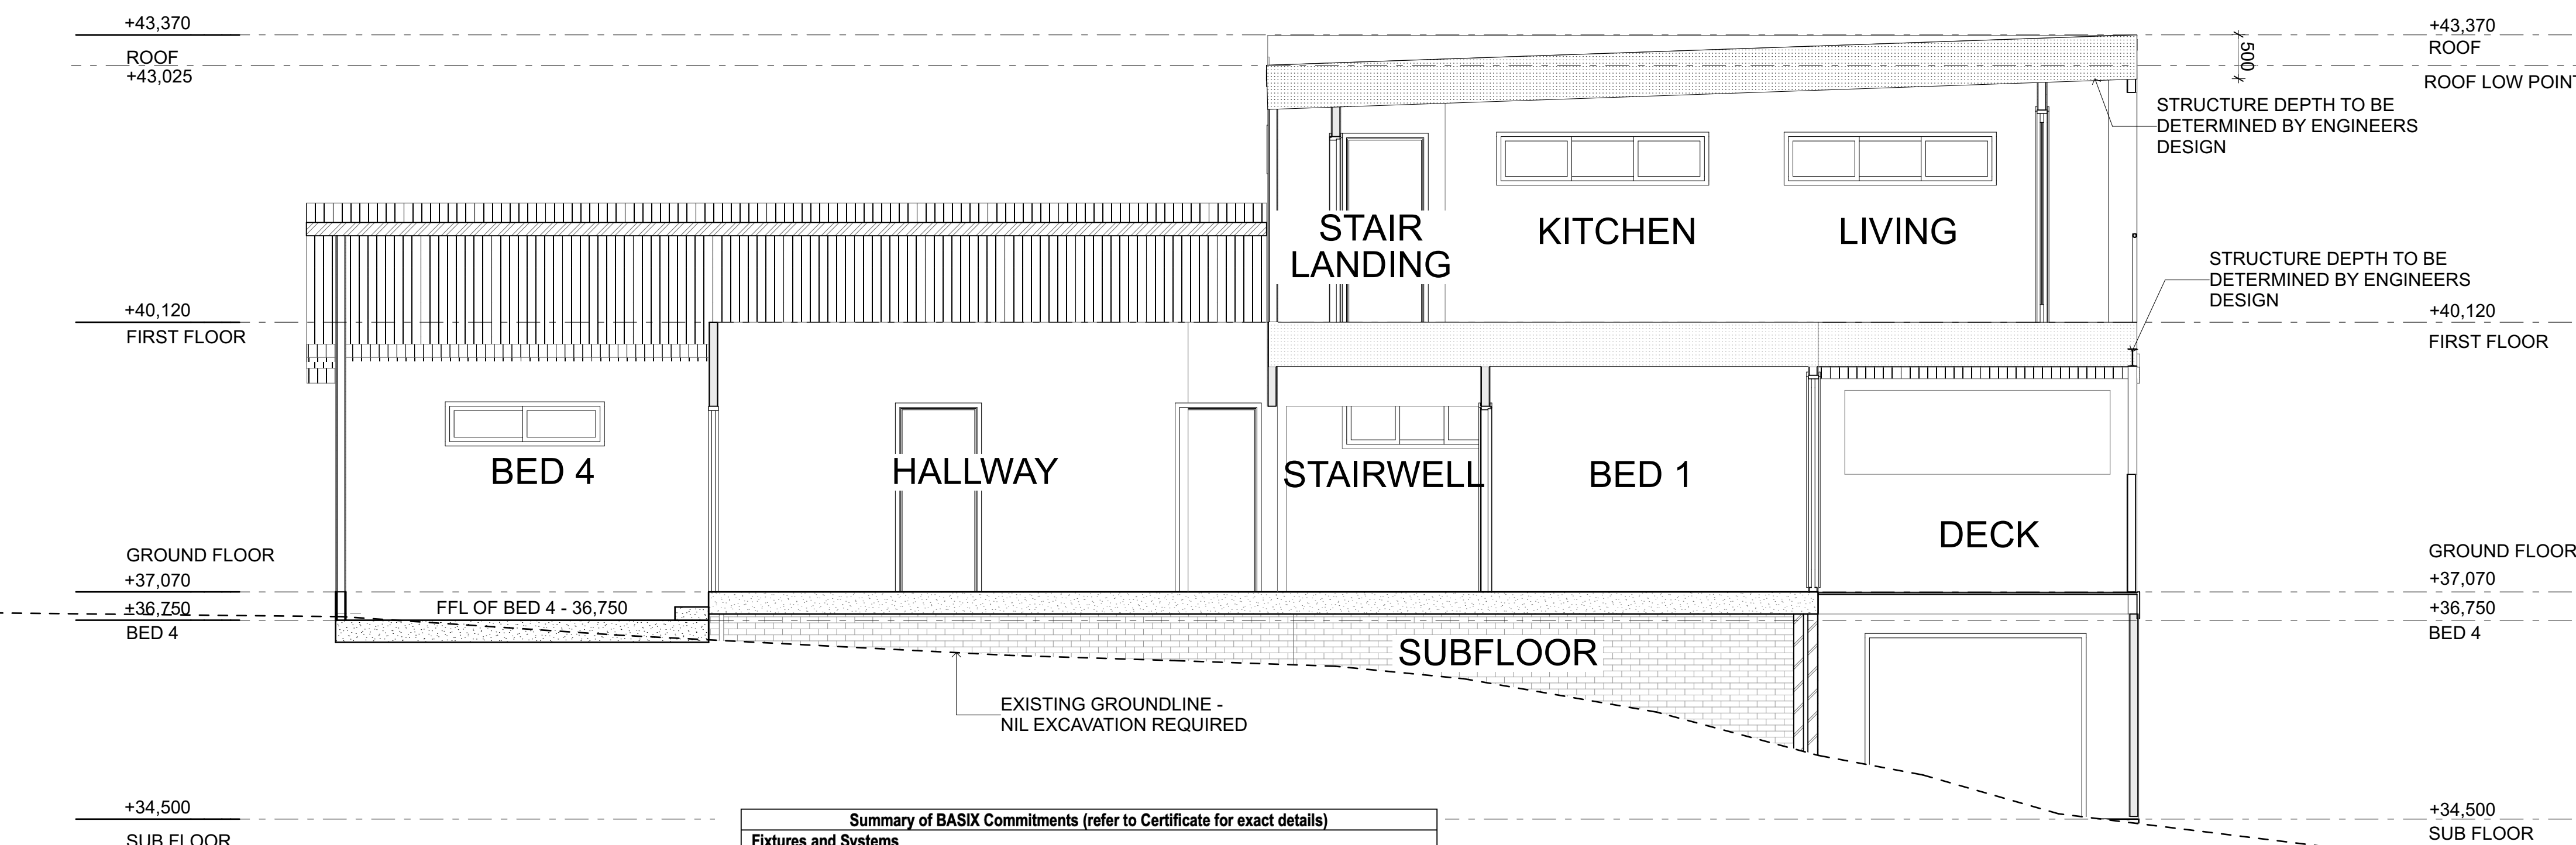 +43,370
ROOF
+43,025
+43,370
ROOF
ROOF LOW POINT
500
STRUCTURE DEPTH TO BE
DETERMINED BY ENGINEERS
DESIGN
STAIR
LANDING
KITCHEN
LIVING
STRUCTURE DEPTH TO BE
DETERMINED BY ENGINEERS
DESIGN
+40,120
FIRST FLOOR
+40,120
FIRST FLOOR
BED 4
HALLWAY
STAIRWELL
BED 1
DECK
GROUND FLOOR
+37,070
+36,750
BED 4
FFL OF BED 4 - 36,750
GROUND FLOOR
+37,070
+36,750
BED 4
SUBFLOOR
EXISTING GROUNDLINE -
NIL EXCAVATION REQUIRED
+34,500
SUB FLOOR
+34,500
SUB FLOOR
Summary of BASIX Commitments (refer to Certificate for exact details)
Fixtures and Systems